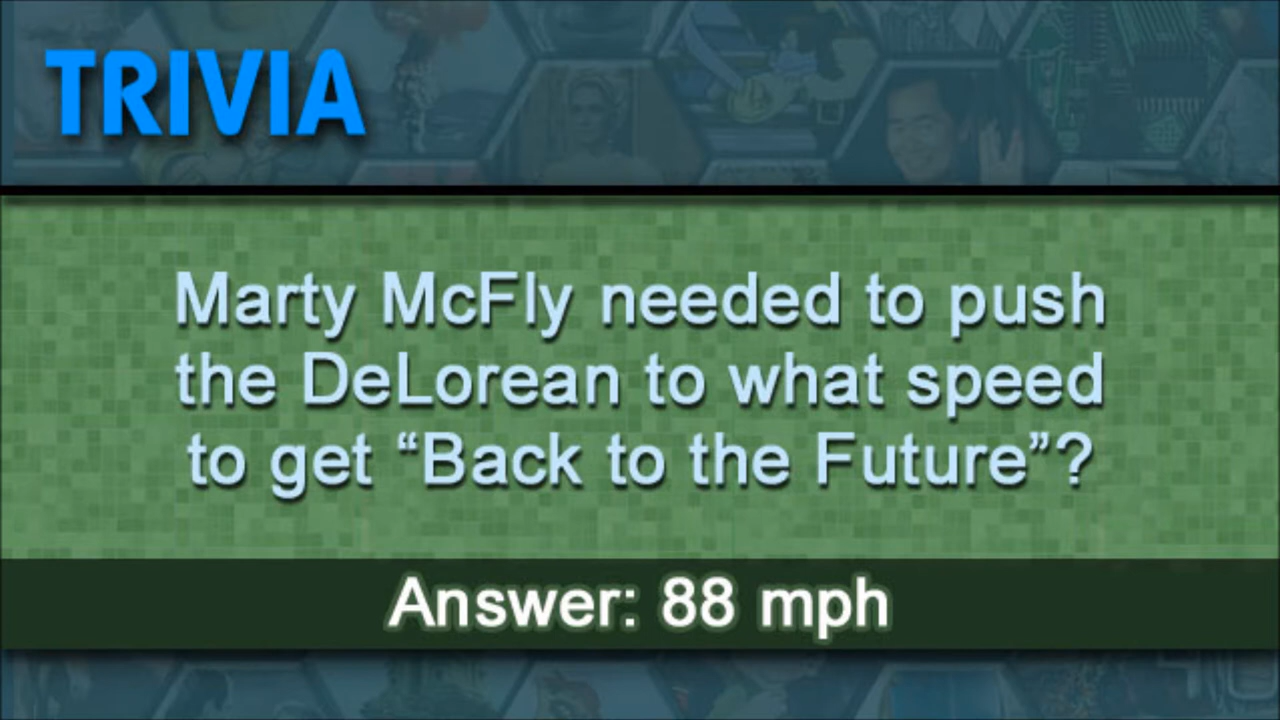 TRIVIA
Marty McFly needed to push
the DeLorean to what speed
to get “Back to the Future”?
Answer: 88 mph